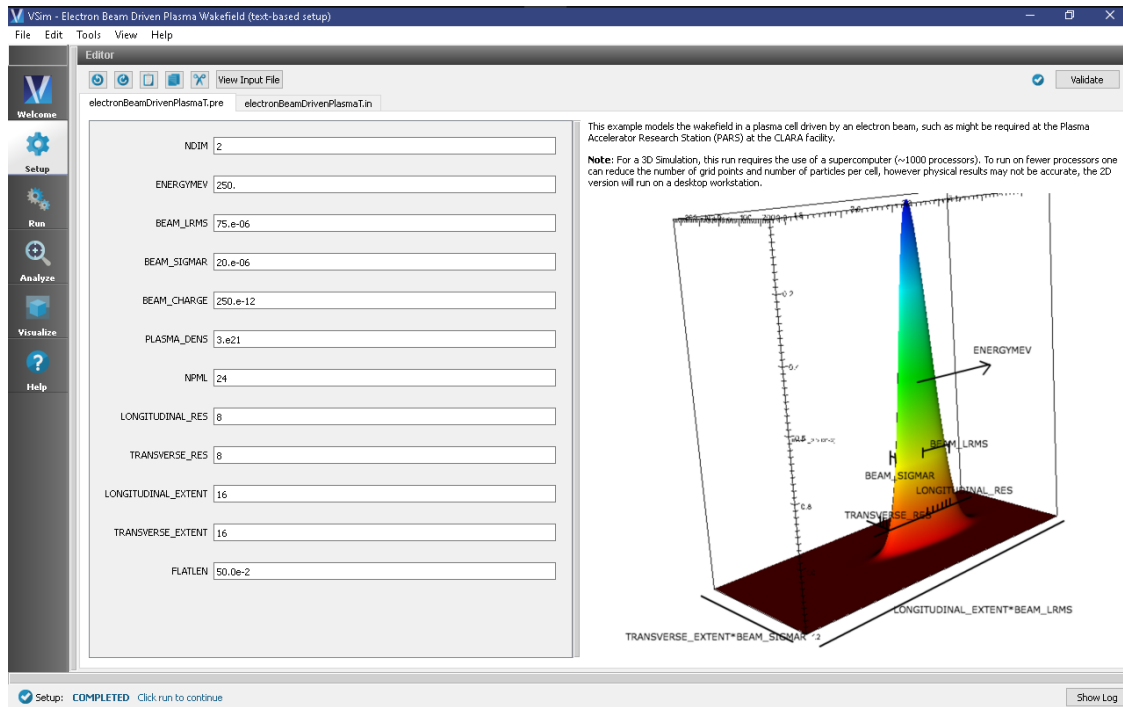 VSim - Electron Beam Driven Plasma Wakefield (text-based setup)
File Edit Tools View Help
Editor
View Input File
Validate
electronBeamDrivenPlasmaT.pre electronBeamDrivenPlasmaT.in
Welcome
Setup
Run
Analyze
Visualize
Help
NDIM 2
ENERGYMEV 250.
BEAM_LRMS 75.e-06
BEAM_SIGMAR 20.e-06
BEAM_CHARGE 250.e-12
PLASMA_DENS 3.e21
NPML 24
LONGITUDINAL_RES 8
TRANSVERSE_RES 8
LONGITUDINAL_EXTENT 16
TRANSVERSE_EXTENT 16
FLATLEN 50.0e-2
This example models the wakefield in a plasma cell driven by an electron beam, such as might be required at the Plasma
Accelerator Research Station (PARS) at the CLARA facility.
Note: For a 3D Simulation, this run requires the use of a supercomputer (~1000 processors). To run on fewer processors one
can reduce the number of grid points and number of particles per cell, however physical results may not be accurate, the 2D
version will run on a desktop workstation.
ENERGYMEV
BEAM_LRMS
BEAM_SIGMAR
LONGITUDINAL_RES
TRANSVERSE_RES
LONGITUDINAL_EXTENT*BEAM_LRMS
TRANSVERSE_EXTENT*BEAM_SIGMAR
Setup: COMPLETED Click run to continue
Show Log